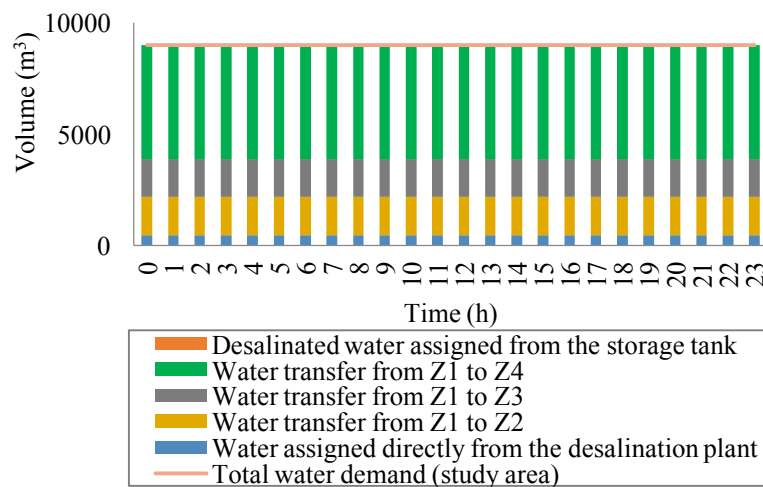 10000
5000
0
Volume (m³)
0 1 2 3 4 5 6 7 8 9 10 11 12 13 14 15 16 17 18 19 20 21 22 23
Time (h)
Desalinated water assigned from the storage tank
Water transfer from Z1 to Z4
Water transfer from Z1 to Z3
Water transfer from Z1 to Z2
Water assigned directly from the desalination plant
Total water demand (study area)